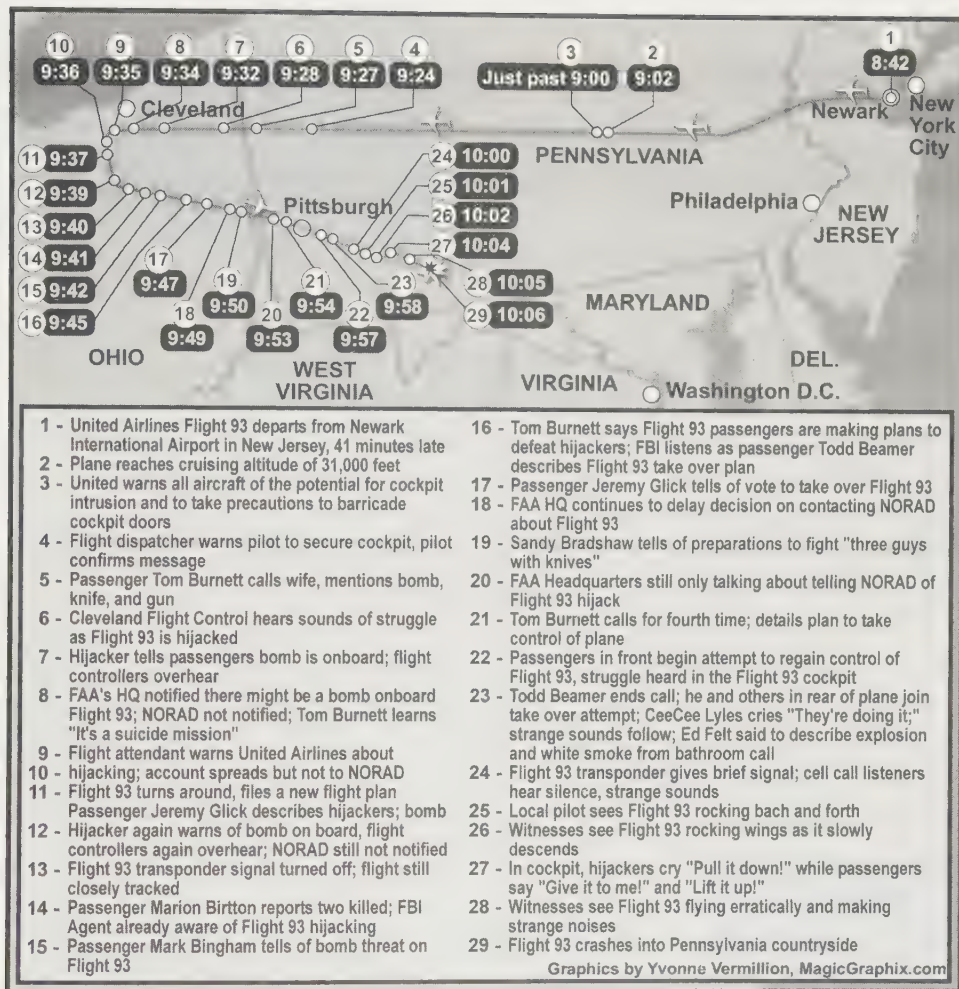 10 9 8 7 6 5 4 3 2 1
9:36 9:35 9:34 9:32 9:28 9:27 9:24 Just past 9:00 9:02 8:42
Cleveland
Newark
New
York
City
PENNSYLVANIA
11 9:37
12 9:39
13 9:40
14 9:41
15 9:42
16 9:45
17
9:47
18
9:49
19
9:50
20
9:53
21
9:54
22
9:57
23
9:58
Pittsburgh
24 10:00
25 10:01
26 10:02
27 10:04
28 10:05
29 10:06
Philadelphia
NEW
JERSEY
MARYLAND
OHIO
WEST
VIRGINIA
VIRGINIA
DEL.
Washington D.C.
1 - United Airlines Flight 93 departs from Newark
International Airport in New Jersey, 41 minutes late
2 - Plane reaches cruising altitude of 31,000 feet
3 - United warns all aircraft of the potential for cockpit
intrusion and to take precautions to barricade
cockpit doors
4 - Flight dispatcher warns pilot to secure cockpit, pilot
confirms message
5 - Passenger Tom Burnett calls wife, mentions bomb,
knife, and gun
6 - Cleveland Flight Control hears sounds of struggle
as Flight 93 is hijacked
7 - Hijacker tells passengers bomb is onboard; flight
controllers overhear
8 - FAA's HQ notified there might be a bomb onboard
Flight 93; NORAD not notified; Tom Burnett learns
"It's a suicide mission"
9 - Flight attendant warns United Airlines about
10 - hijacking; account spreads but not to NORAD
11 - Flight 93 turns around, files a new flight plan
Passenger Jeremy Glick describes hijackers; bomb
12 - Hijacker again warns of bomb on board, flight
controllers again overhear; NORAD still not notified
13 - Flight 93 transponder signal turned off; flight still
closely tracked
14 - Passenger Marion Birtton reports two killed; FBI
Agent already aware of Flight 93 hijacking
15 - Passenger Mark Bingham tells of bomb threat on
Flight 93
16 - Tom Burnett says Flight 93 passengers are making plans to
defeat hijackers; FBI listens as passenger Todd Beamer
describes Flight 93 take over plan
17 - Passenger Jeremy Glick tells of vote to take over Flight 93
18 - FAA HQ continues to delay decision on contacting NORAD
about Flight 93
19 - Sandy Bradshaw tells of preparations to fight "three guys
with knives"
20 - FAA Headquarters still only talking about telling NORAD of
Flight 93 hijack
21 - Tom Burnett calls for fourth time; details plan to take
control of plane
22 - Passengers in front begin attempt to regain control of
Flight 93, struggle heard in the Flight 93 cockpit
23 - Todd Beamer ends call; he and others in rear of plane join
take over attempt; CeeCee Lyles cries "They're doing it;"
strange sounds follow; Ed Felt said to describe explosion
and white smoke from bathroom call
24 - Flight 93 transponder gives brief signal; cell call listeners
hear silence, strange sounds
25 - Local pilot sees Flight 93 rocking bach and forth
26 - Witnesses see Flight 93 rocking wings as it slowly
descends
27 - In cockpit, hijackers cry "Pull it down!" while passengers
say "Give it to me!" and "Lift it up!"
28 - Witnesses see Flight 93 flying erratically and making
strange noises
29 - Flight 93 crashes into Pennsylvania countryside
Graphics by Yvonne Vermillion, MagicGraphix.com